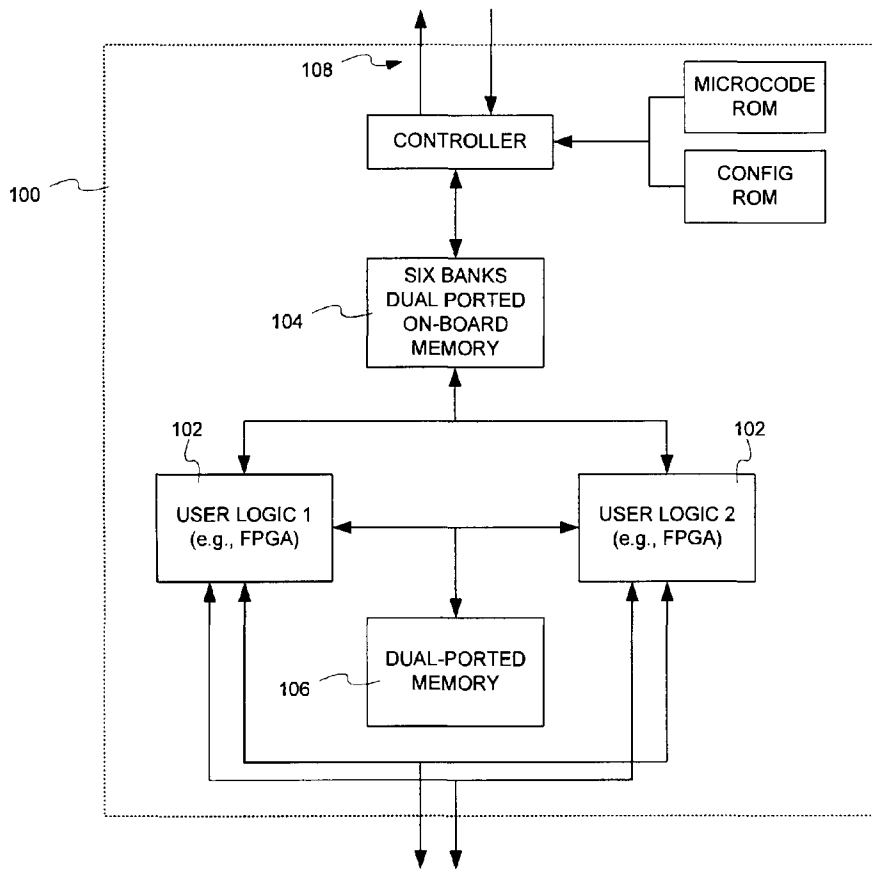 108
MICROCODE
ROM
CONTROLLER
CONFIG
ROM
100
SIX BANKS
DUAL PORTED
ON-BOARD
MEMORY
104
102
102
USER LOGIC 1
(e.g., FPGA)
USER LOGIC 2
(e.g., FPGA)
DUAL-PORTED
MEMORY
106